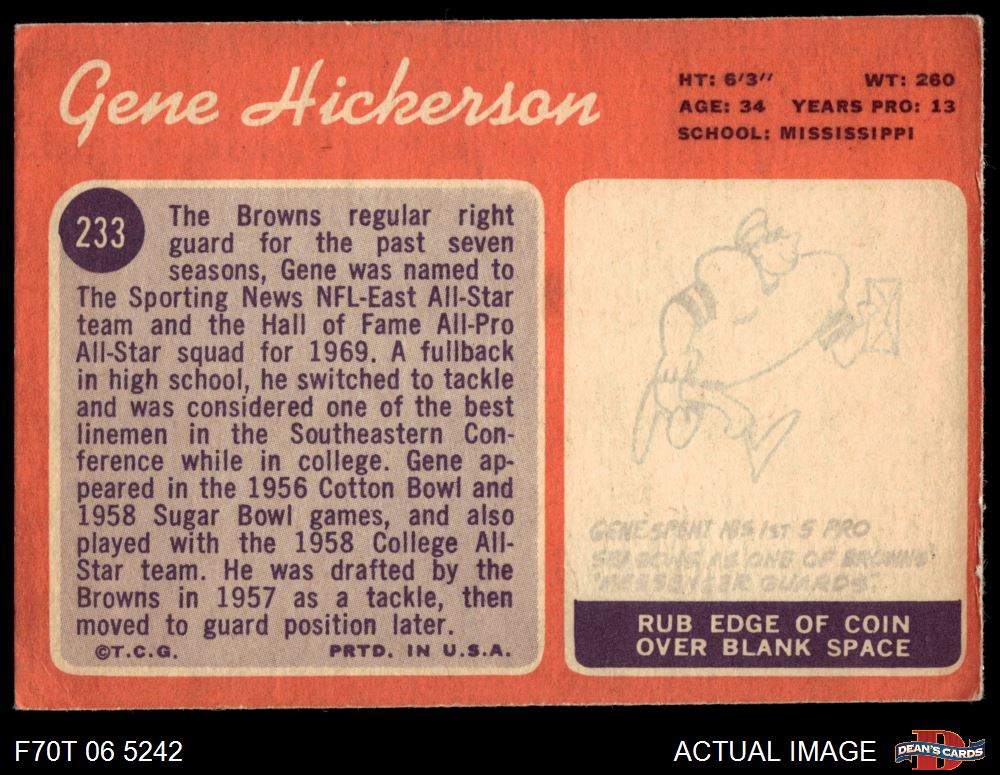 Gene Hickerson
HT: 6'3" WT: 260
AGE: 34 YEARS PRO: 13
SCHOOL: MISSISSIPPI
233
The Browns regular right
guard for the past seven
seasons, Gene was named to
The Sporting News NFL-East All-Star
team and the Hall of Fame All-Pro
All-Star squad for 1969. A fullback
in high school, he switched to tackle
and was considered one of the best
linemen in the Southeastern Con-
ference while in college. Gene ap-
peared in the 1956 Cotton Bowl and
1958 Sugar Bowl games, and also
played with the 1958 College All-
Star team. He was drafted by the
Browns in 1957 as a tackle, then
moved to guard position later.
©T.C.G. PRTD. IN U.S.A.
GENE SPENT HIS 1ST 5 PRO
SEASONS AS ONE OF BROWNS'
"MESSENGER GUARDS".
RUB EDGE OF COIN
OVER BLANK SPACE
F70T 06 5242
ACTUAL IMAGE
DEAN'S CARDS